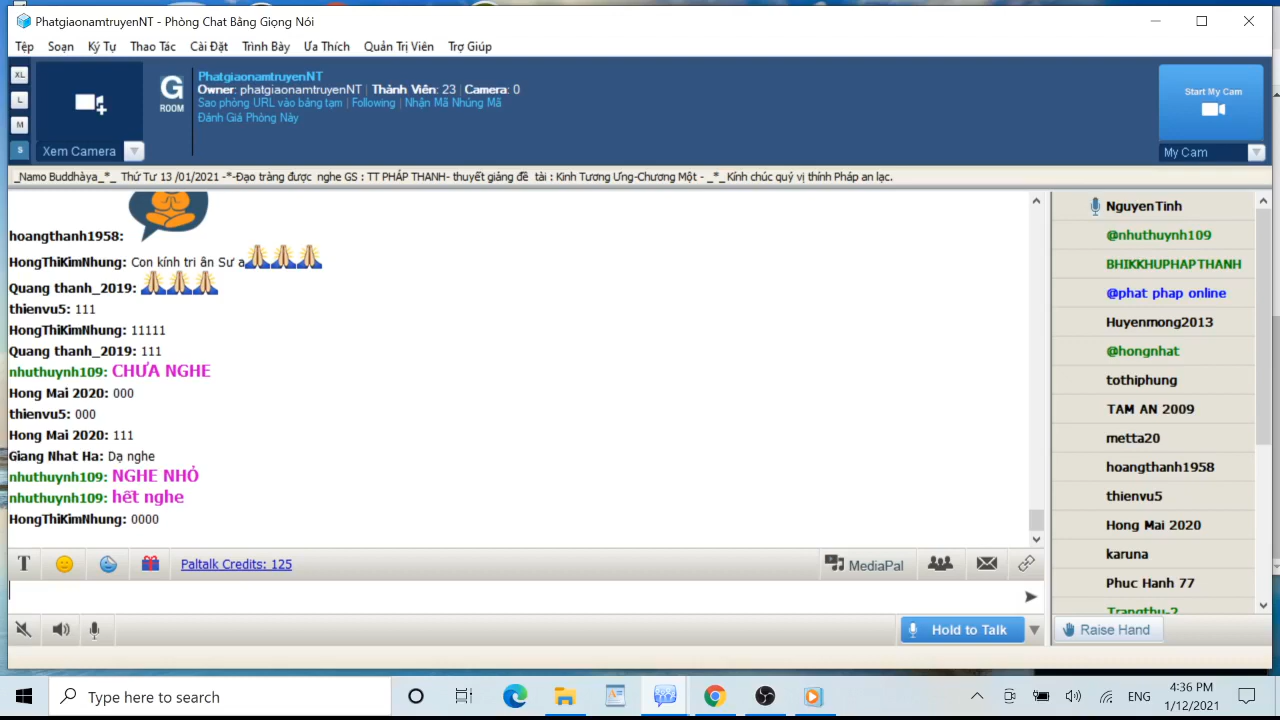 PhatgiaonamtruyenNT - Phòng Chat Bằng Giọng Nói
Tệp Soạn Ký Tự Thao Tác Cài Đặt Trình Bày Ưa Thích Quản Trị Viên Trợ Giúp
XL
L
M
S
Xem Camera
G
ROOM
PhatgiaonamtruyenNT
Owner: phatgiaonamtruyenNT | Thành Viên: 23 | Camera: 0
Sao phòng URL vào bảng tạm | Following | Nhận Mã Nhúng Mã
Đánh Giá Phòng Này
Start My Cam
My Cam
_Namo Buddhàya_*_ Thứ Tư 13 /01/2021 -*-Đạo tràng được nghe GS : TT PHÁP THANH- thuyết giảng đề tài : Kinh Tương Ưng-Chương Một - _*_Kính chúc quý vị thính Pháp an lạc.
hoangthanh1958:
HongThiKimNhung: Con kính tri ân Sư a
Quang thanh_2019:
thienvu5: 111
HongThiKimNhung: 11111
Quang thanh_2019: 111
nhuthuynh109: CHƯA NGHE
Hong Mai 2020: 000
thienvu5: 000
Hong Mai 2020: 111
Giang Nhat Ha: Dạ nghe
nhuthuynh109: NGHE NHỎ
nhuthuynh109: hết nghe
HongThiKimNhung: 0000
NguyenTinh
@nhuthuynh109
BHIKKHUPHAPTHANH
@phat phap online
Huyenmong2013
@hongnhat
tothiphung
TAM AN 2009
metta20
hoangthanh1958
thienvu5
Hong Mai 2020
karuna
Phuc Hanh 77
Trangthu-2
T Paltalk Credits: 125 MediaPal
Hold to Talk Raise Hand
Type here to search
ENG
4:36 PM
1/12/2021